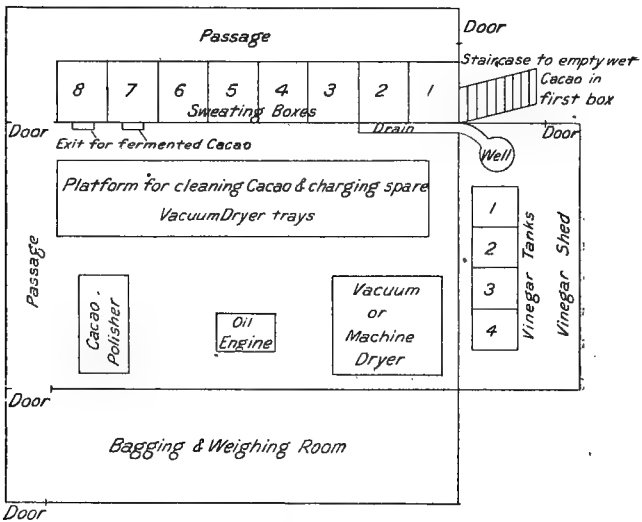 Door
Passage
Staircase to empty wet
Cacao in
first box
8 7 6 5 4 3 2 1
Sweating Boxes
Door
Drain
Door
Exit for fermented Cacao
Well
Platform for cleaning Cacao & charging spare
Vacuum Dryer trays
1
2
3
4
Vinegar Tanks
Vinegar Shed
Passage
Cacao
Polisher
Oil
Engine
Vacuum
or
Machine
Dryer
Door
Bagging & Weighing Room
Door